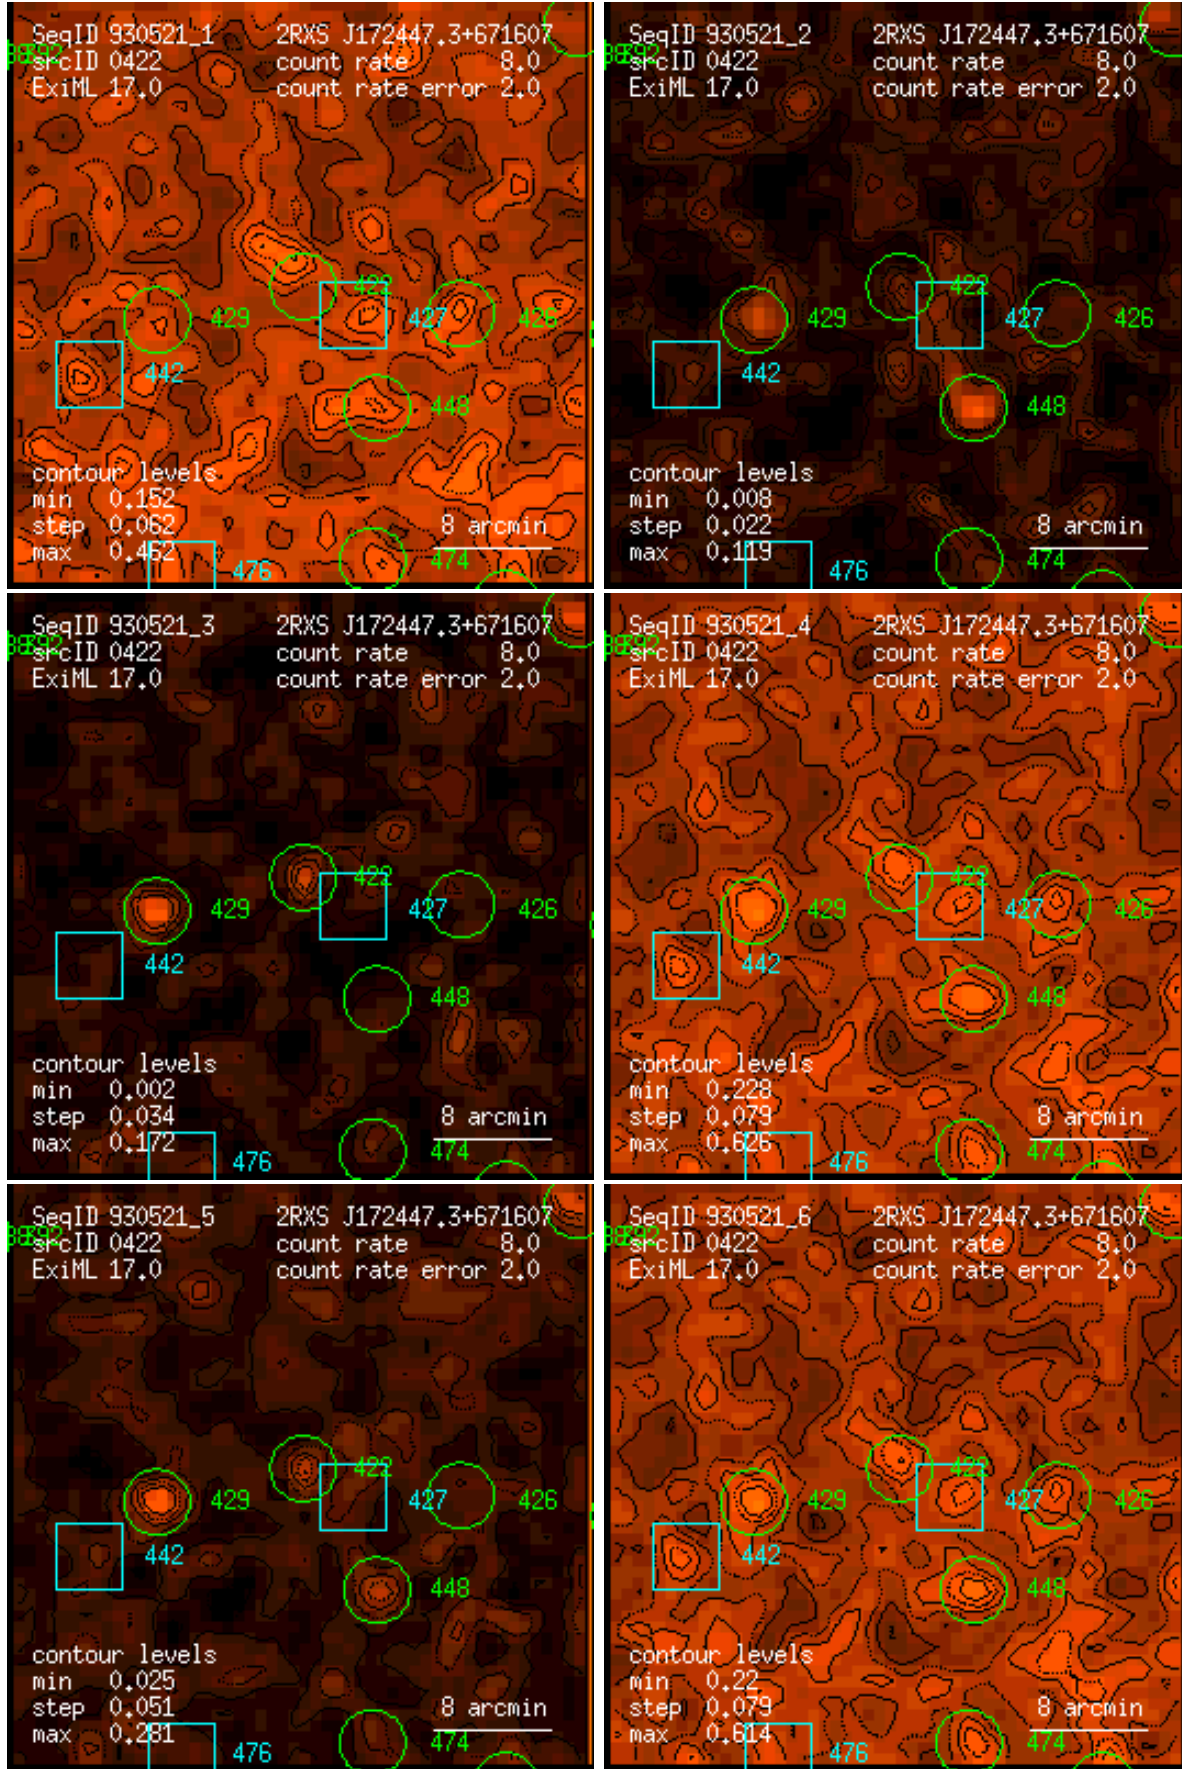 SeqID 930521_1 2RXS J172447.3+671607
srcID 0422 count rate 8.0
ExiML 17.0 count rate error 2.0
422
429 427 426
442
448
contour levels
min 0.152
step 0.062 8 arcmin
max 0.462 474
476
SeqID 930521_2 2RXS J172447.3+671607
srcID 0422 count rate 8.0
ExiML 17.0 count rate error 2.0
422
429 427 426
442
448
contour levels
min 0.008
step 0.022 8 arcmin
max 0.119 474
476
SeqID 930521_3 2RXS J172447.3+671607
srcID 0422 count rate 8.0
ExiML 17.0 count rate error 2.0
422
429 427 426
442
448
contour levels
min 0.002
step 0.034 8 arcmin
max 0.172 474
476
SeqID 930521_4 2RXS J172447.3+671607
srcID 0422 count rate 8.0
ExiML 17.0 count rate error 2.0
422
429 427 426
442
448
contour levels
min 0.228
step 0.079 8 arcmin
max 0.626 474
476
SeqID 930521_5 2RXS J172447.3+671607
srcID 0422 count rate 8.0
ExiML 17.0 count rate error 2.0
422
429 427 426
442
448
contour levels
min 0.025
step 0.051 8 arcmin
max 0.281 474
476
SeqID 930521_6 2RXS J172447.3+671607
srcID 0422 count rate 8.0
ExiML 17.0 count rate error 2.0
422
429 427 426
442
448
contour levels
min 0.22
step 0.079 8 arcmin
max 0.614 474
476